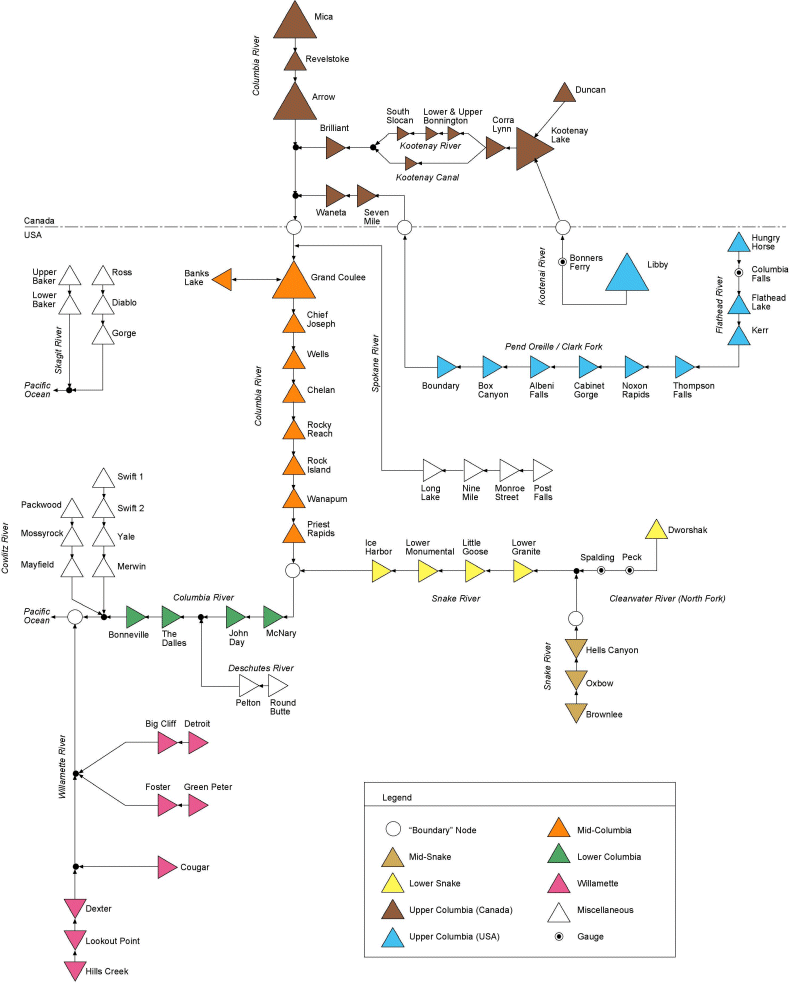 Mica
Columbia River
Revelstoke
Arrow
Duncan
South
Slocan
Lower & Upper
Bonnington
Corra
Lynn
Kootenay
Lake
Brilliant
Kootenay River
Kootenay Canal
Waneta
Seven
Mile
Canada
USA
Banks
Lake
Grand Coulee
Kootenai River
Bonners
Ferry
Libby
Hungry
Horse
Columbia
Falls
Flathead River
Flathead
Lake
Kerr
Upper
Baker
Ross
Lower
Baker
Diablo
Gorge
Skagit River
Pacific
Ocean
Chief
Joseph
Wells
Chelan
Columbia River
Rocky
Reach
Rock
Island
Wanapum
Priest
Rapids
Spokane River
Pend Oreille / Clark Fork
Boundary
Box
Canyon
Albeni
Falls
Cabinet
Gorge
Noxon
Rapids
Thompson
Falls
Long
Lake
Nine
Mile
Monroe
Street
Post
Falls
Swift 1
Packwood
Swift 2
Cowlitz River
Mossyrock
Yale
Mayfield
Merwin
Ice
Harbor
Lower
Monumental
Little
Goose
Lower
Granite
Spalding
Peck
Dworshak
Snake River
Clearwater River (North Fork)
Columbia River
Pacific
Ocean
Bonneville
The
Dalles
John
Day
McNary
Deschutes River
Pelton
Round
Butte
Snake River
Hells Canyon
Oxbow
Brownlee
Willamette River
Big Cliff
Detroit
Foster
Green Peter
Cougar
Dexter
Lookout Point
Hills Creek
Legend
"Boundary" Node
Mid-Columbia
Mid-Snake
Lower Columbia
Lower Snake
Willamette
Upper Columbia (Canada)
Miscellaneous
Upper Columbia (USA)
Gauge